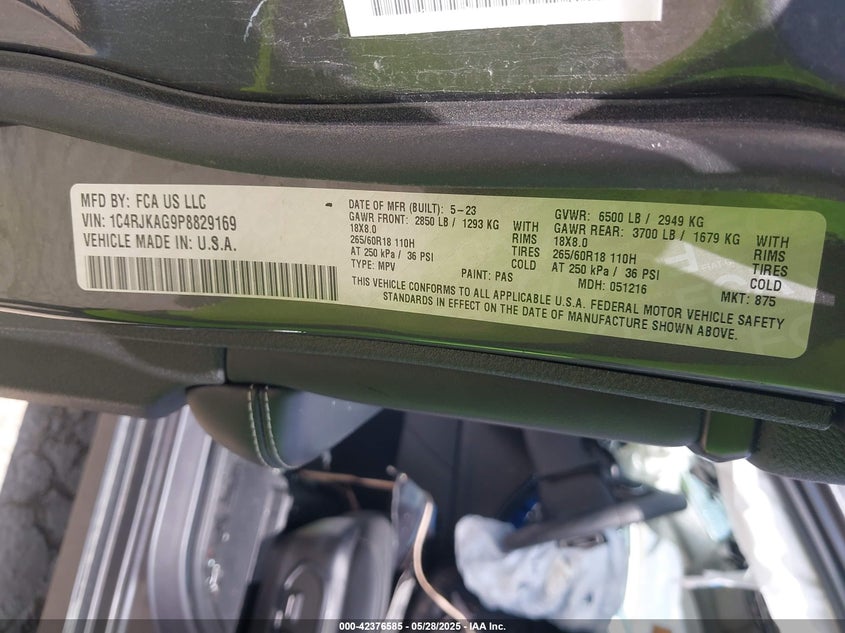 MFD BY: FCA US LLC
VIN: 1C4RJKAG9P8829169
VEHICLE MADE IN U.S.A.
DATE OF MFR (BUILT): 5-23
GAWR FRONT: 2850 LB / 1293 KG WITH
18X8.0 RIMS
265/60R18 110H TIRES
AT 250 kPa / 36 PSI COLD
TYPE: MPV PAINT: PAS
GVWR: 6500 LB / 2949 KG
GAWR REAR: 3700 LB / 1679 KG WITH
18X8.0 RIMS
265/60R18 110H TIRES
AT 250 kPa / 36 PSI COLD
MDH: 051216 MKT: 875
THIS VEHICLE CONFORMS TO ALL APPLICABLE U.S.A. FEDERAL MOTOR VEHICLE SAFETY
STANDARDS IN EFFECT ON THE DATE OF MANUFACTURE SHOWN ABOVE.
000-42376585 - 05/28/2025 - IAA Inc.